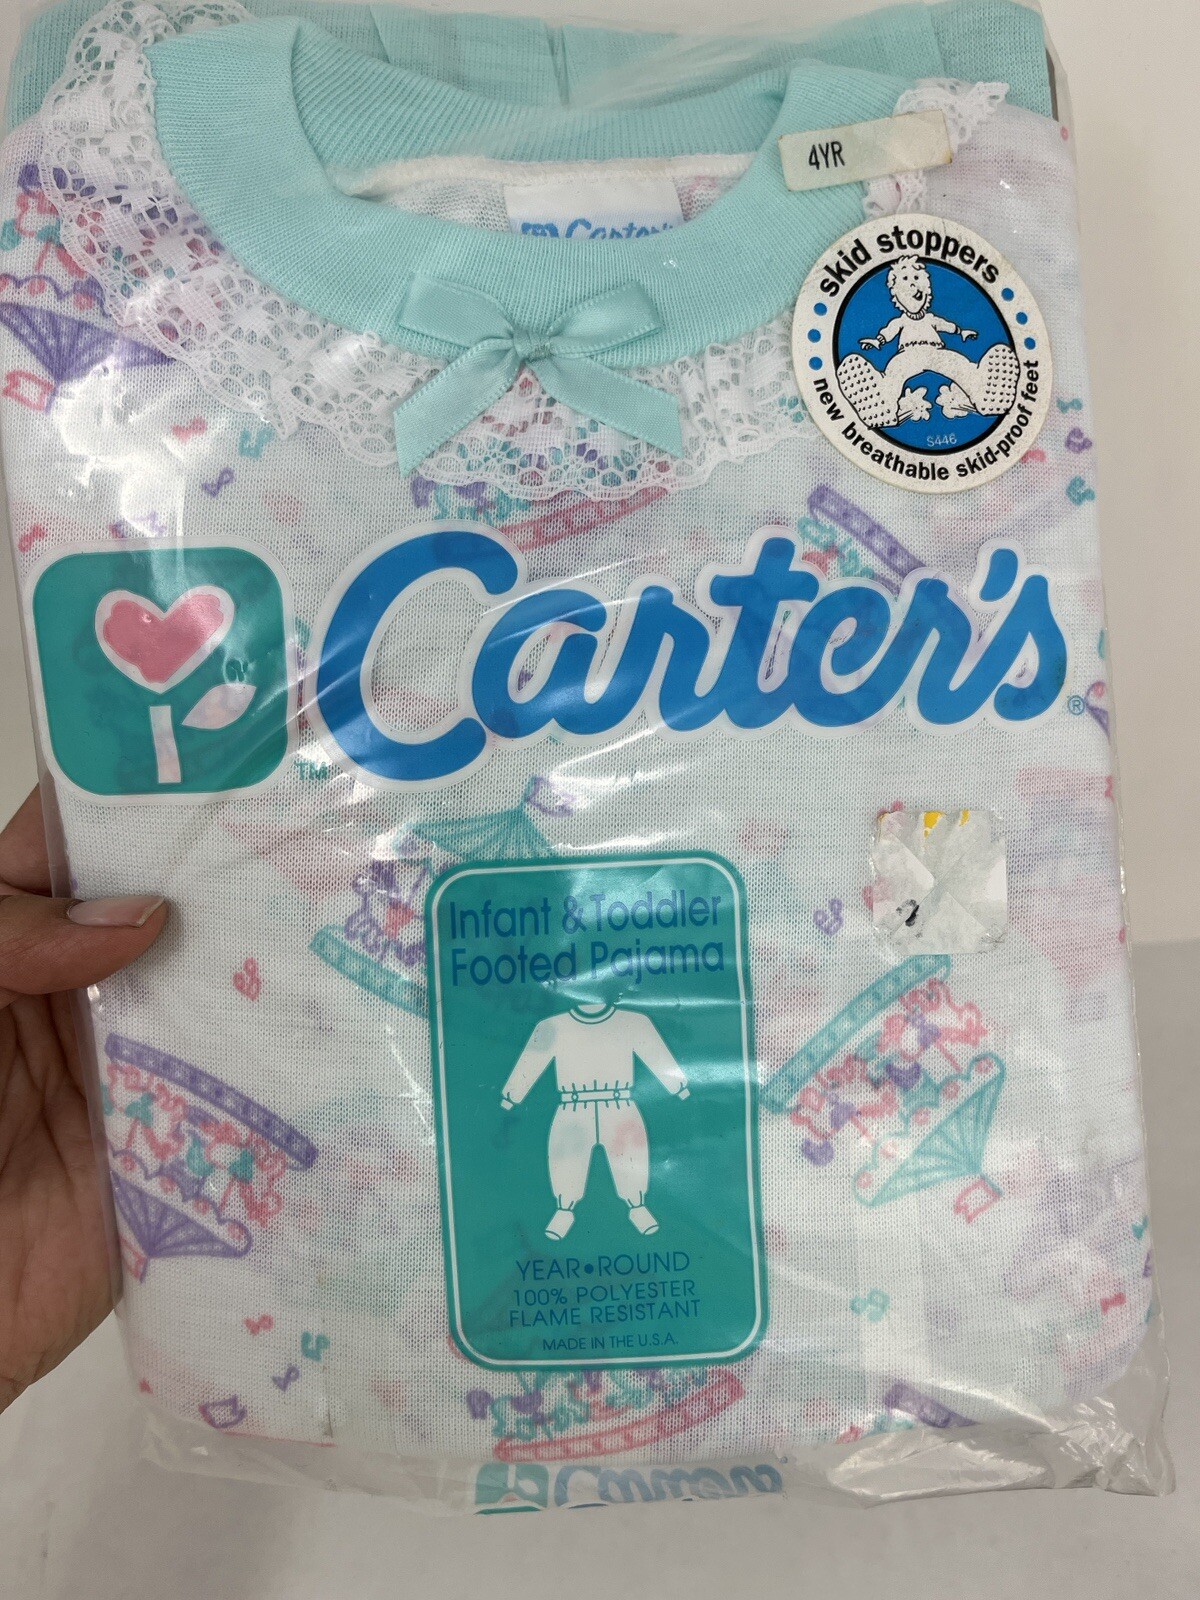 4YR
Carter's
skid stoppers
new breathable skid-proof feet
S446
Carter's®
TM
Infant & Toddler
Footed Pajama
YEAR•ROUND
100% POLYESTER
FLAME RESISTANT
MADE IN THE U.S.A.